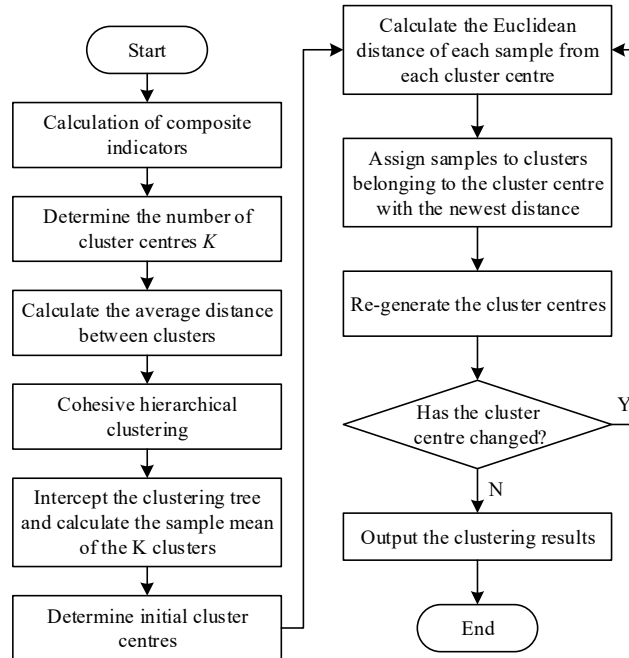 Start
Calculation of composite
indicators
Determine the number of
cluster centres K
Calculate the average distance
between clusters
Cohesive hierarchical
clustering
Intercept the clustering tree
and calculate the sample mean
of the K clusters
Determine initial cluster
centres
Calculate the Euclidean
distance of each sample from
each cluster centre
Assign samples to clusters
belonging to the cluster centre
with the newest distance
Re-generate the cluster centres
Has the cluster
centre changed?
Y
N
Output the clustering results
End